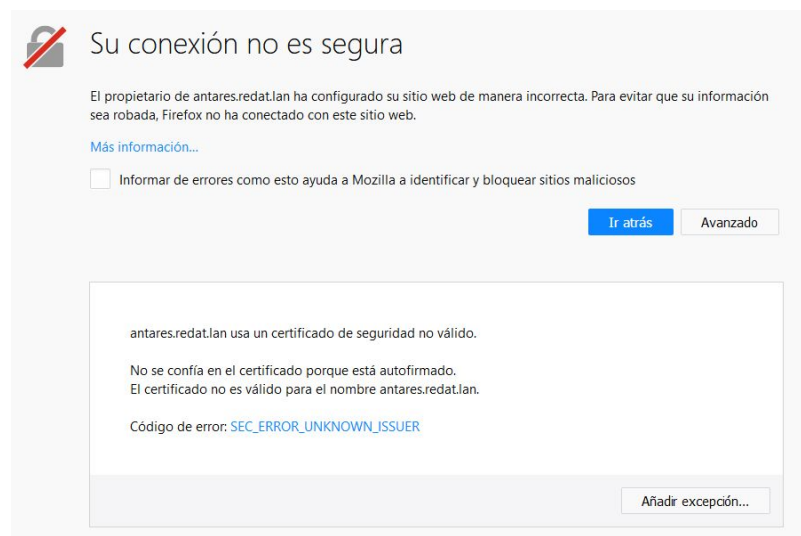 Su conexión no es segura
El propietario de antares.redat.lan ha configurado su sitio web de manera incorrecta. Para evitar que su información
sea robada, Firefox no ha conectado con este sitio web.
Más información...
Informar de errores como esto ayuda a Mozilla a identificar y bloquear sitios maliciosos
Ir atrás Avanzado
antares.redat.lan usa un certificado de seguridad no válido.
No se confía en el certificado porque está autofirmado.
El certificado no es válido para el nombre antares.redat.lan.
Código de error: SEC_ERROR_UNKNOWN_ISSUER
Añadir excepción...